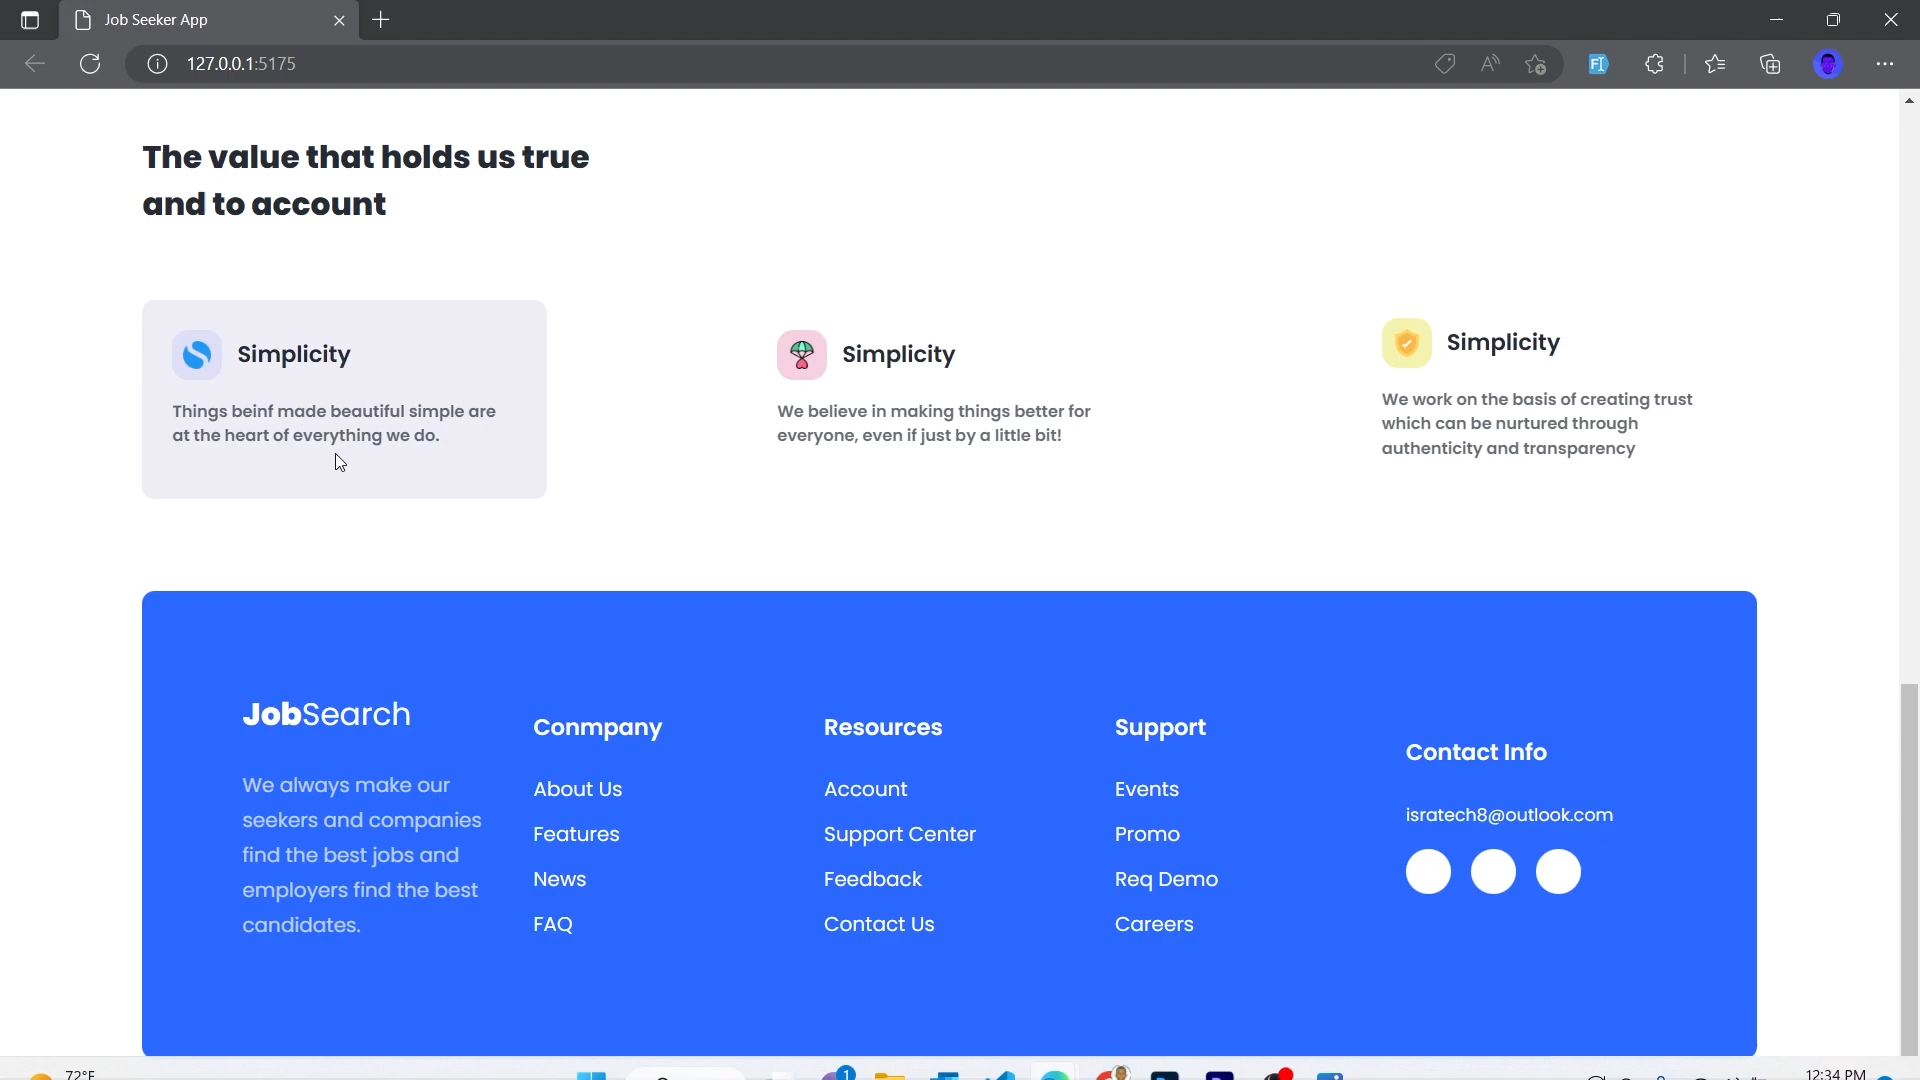 Job Seeker App
127.0.0.1:5175
The value that holds us true
and to account
Simplicity
Things beinf made beautiful simple are
at the heart of everything we do.
Simplicity
We believe in making things better for
everyone, even if just by a little bit!
Simplicity
We work on the basis of creating trust
which can be nurtured through
authenticity and transparency
JobSearch
We always make our
seekers and companies
find the best jobs and
employers find the best
candidates.
Conmpany
About Us
Features
News
FAQ
Resources
Account
Support Center
Feedback
Contact Us
Support
Events
Promo
Req Demo
Careers
Contact Info
isratech8@outlook.com
72°F
1
12:34 PM